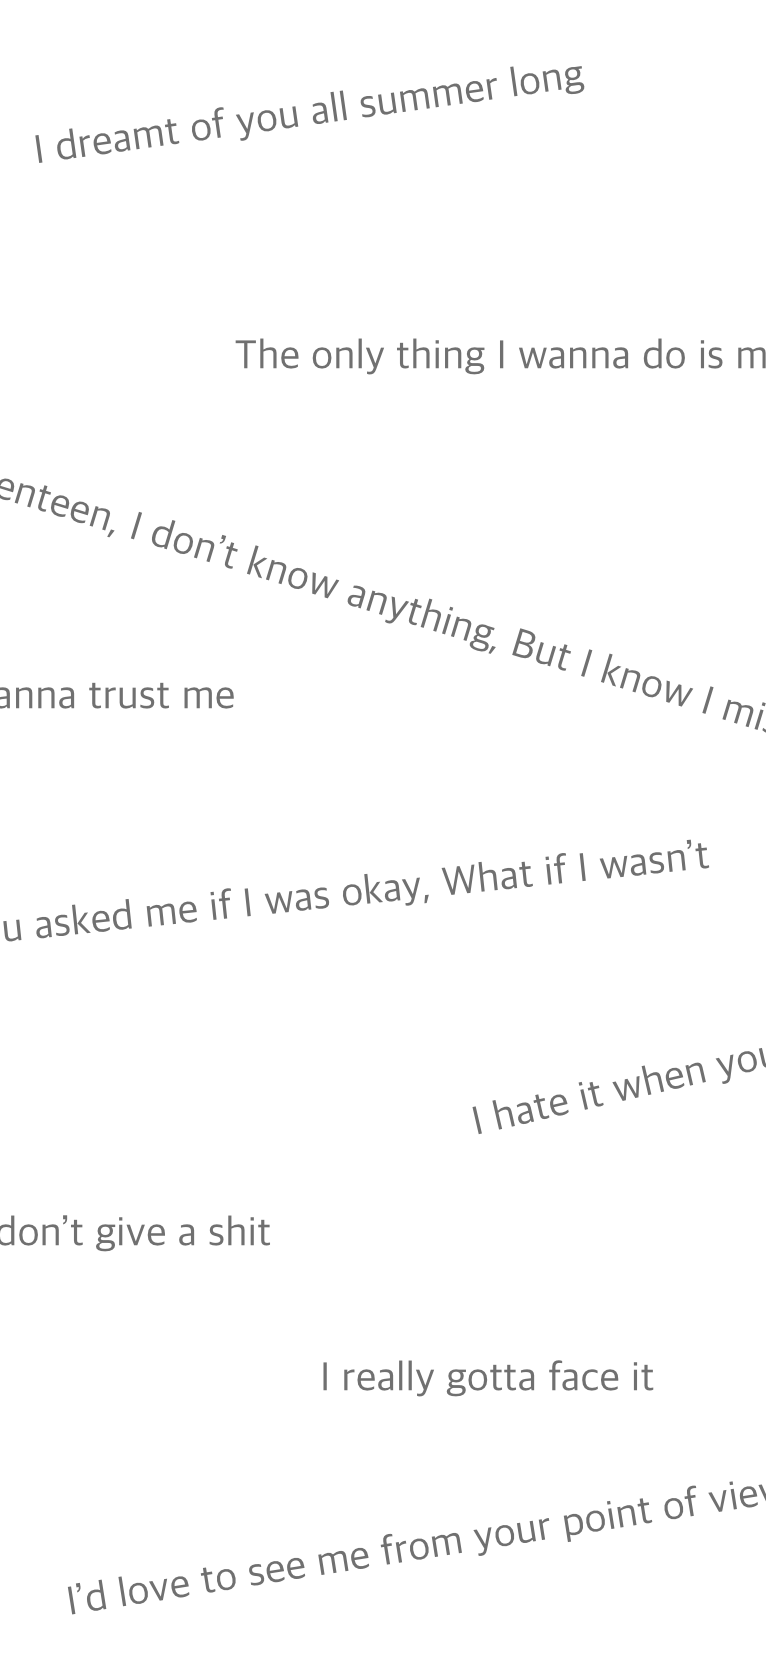 I dreamt of you all summer long
The only thing I wanna do is m
enteen, I don’t know anything, But I know I mis
anna trust me
u asked me if I was okay, What if I wasn’t
I hate it when you
don’t give a shit
I really gotta face it
I’d love to see me from your point of view